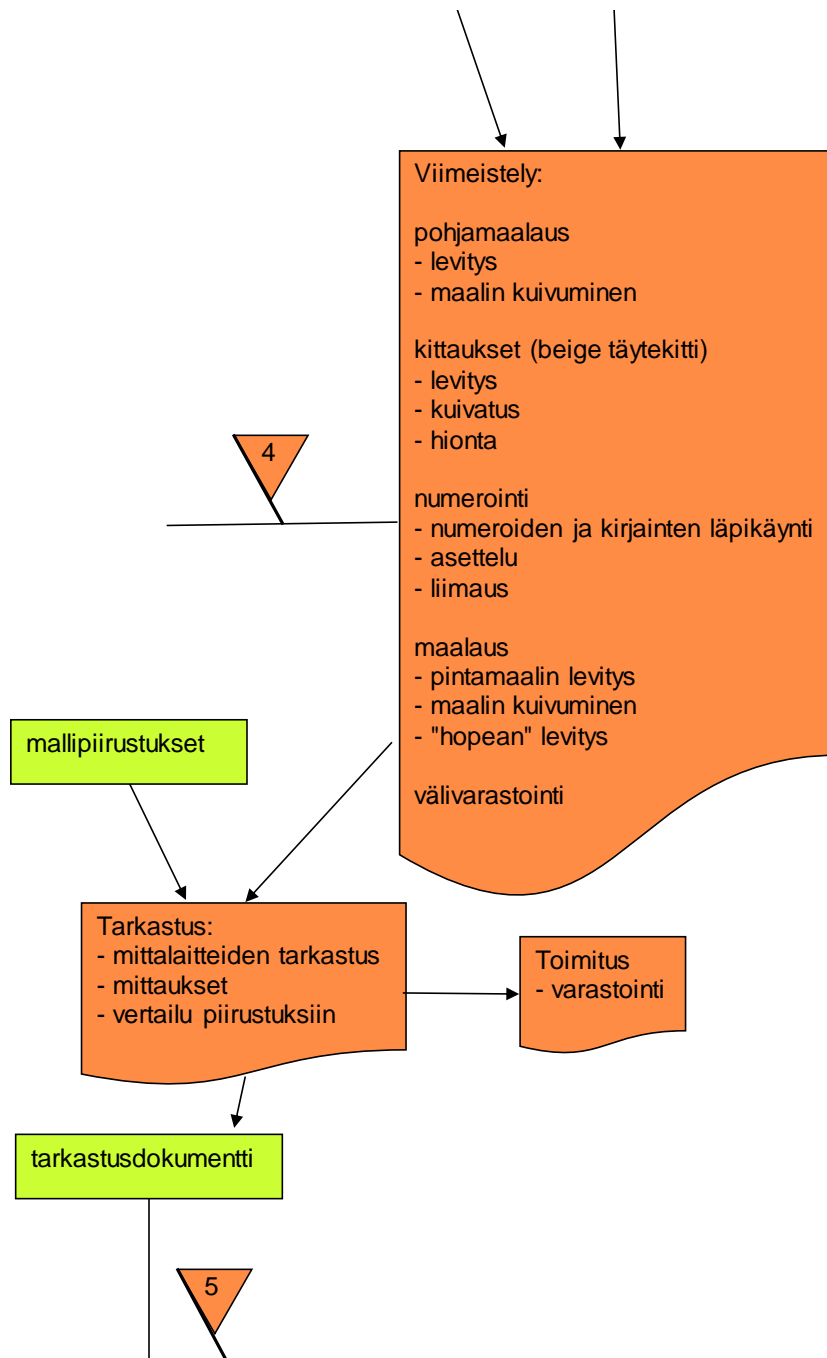 Viimeistely:
pohjamaalaus
- levitys
- maalin kuivuminen
kittaukset (beige täytekitti)
- levitys
- kuivatus
- hionta
4
numerointi
- numeroiden ja kirjainten läpikäynti
- asettelu
- liimaus
maalaus
- pintamaalin levitys
- maalin kuivuminen
- "hopean" levitys
välivarastointi
mallipiirustukset
Tarkastus:
- mittalaitteiden tarkastus
- mittaukset
- vertailu piirustuksiin
Toimitus
- varastointi
tarkastusdokumentti
5